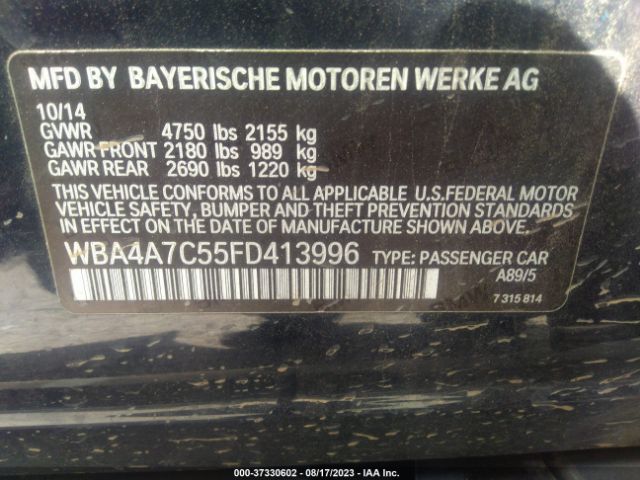 MFD BY BAYERISCHE MOTOREN WERKE AG
10/14
GVWR 4750 lbs 2155 kg
GAWR FRONT 2180 lbs 989 kg
GAWR REAR 2690 lbs 1220 kg
THIS VEHICLE CONFORMS TO ALL APPLICABLE U.S.FEDERAL MOTOR
VEHICLE SAFETY, BUMPER AND THEFT PREVENTION STANDARDS
IN EFFECT ON THE DATE OF MANUFACTURE SHOWN ABOVE.
WBA4A7C55FD413996 TYPE: PASSENGER CAR
A89/5
7 315 814
000-37330602 - 08/17/2023 - IAA Inc.